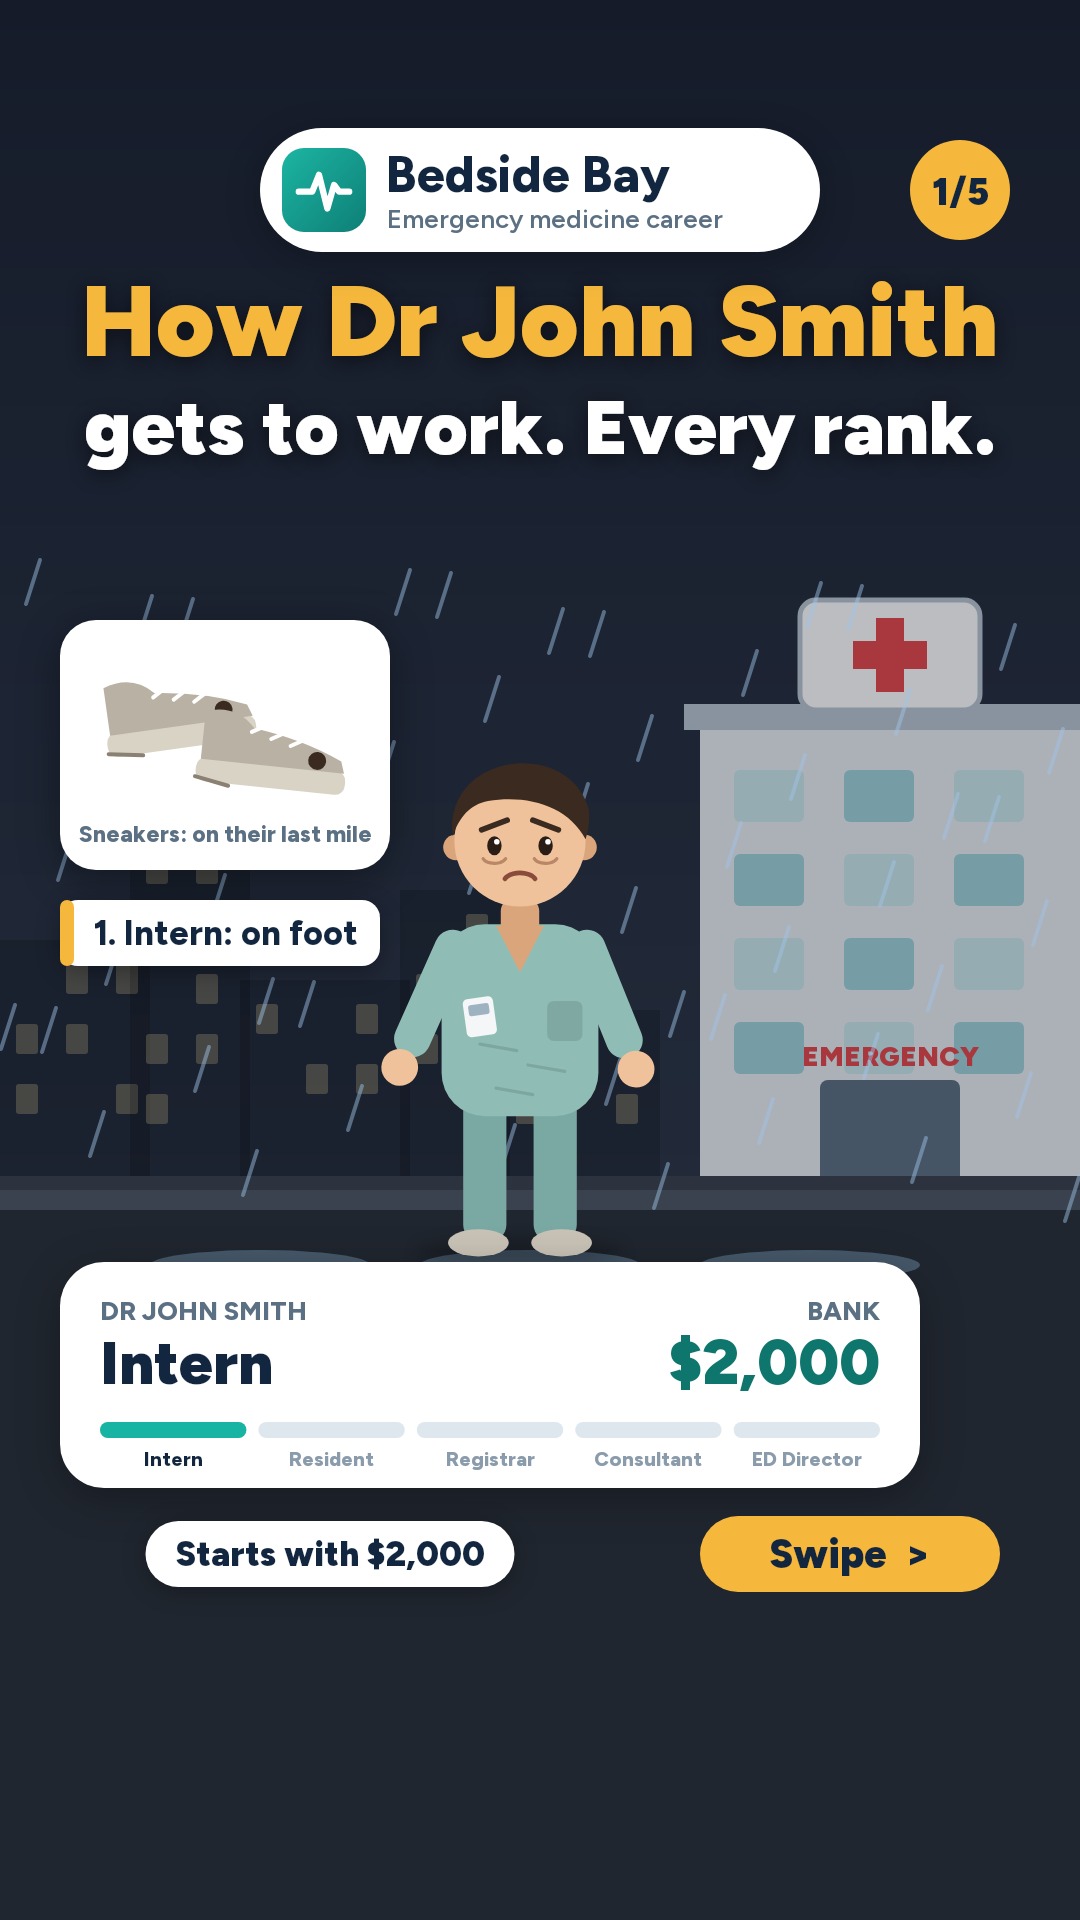 Bedside Bay
Emergency medicine career
1/5
How Dr John Smith
gets to work. Every rank.
Sneakers: on their last mile
1. Intern: on foot
EMERGENCY
DR JOHN SMITH
BANK
Intern
$2,000
Intern
Resident
Registrar
Consultant
ED Director
Starts with $2,000
Swipe >